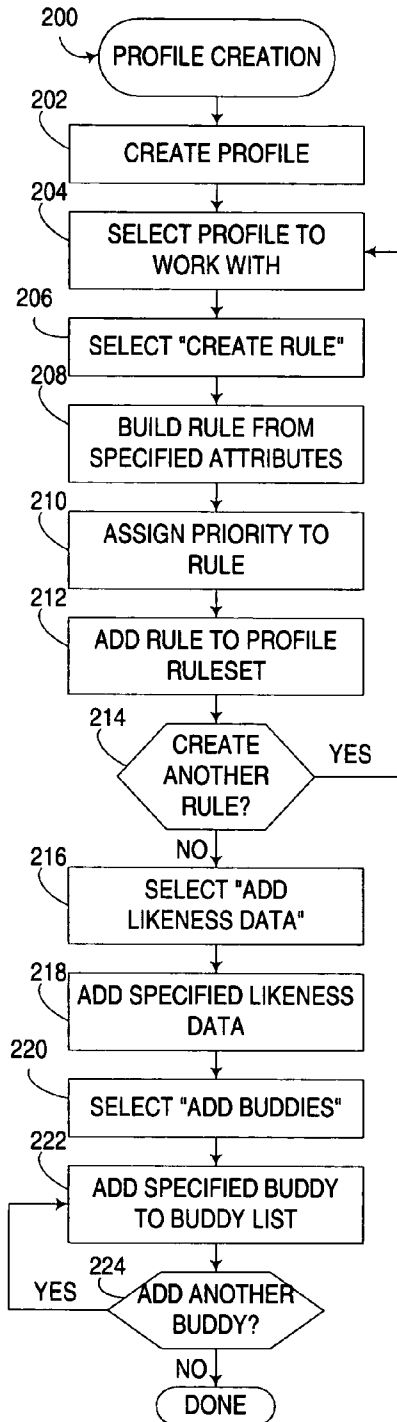 200
PROFILE CREATION
202
CREATE PROFILE
204
SELECT PROFILE TO
WORK WITH
206
SELECT "CREATE RULE"
208
BUILD RULE FROM
SPECIFIED ATTRIBUTES
210
ASSIGN PRIORITY TO
RULE
212
ADD RULE TO PROFILE
RULESET
214
CREATE
ANOTHER
RULE?
YES
NO
216
SELECT "ADD
LIKENESS DATA"
218
ADD SPECIFIED LIKENESS
DATA
220
SELECT "ADD BUDDIES"
222
ADD SPECIFIED BUDDY
TO BUDDY LIST
224
YES
ADD ANOTHER
BUDDY?
NO
DONE